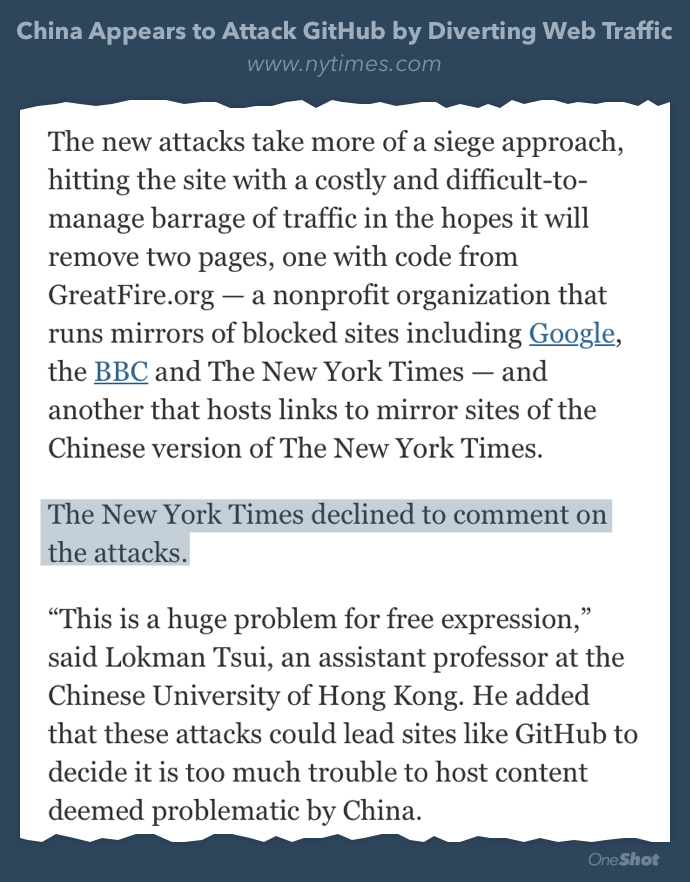 China Appears to Attack GitHub by Diverting Web Traffic
www.nytimes.com
The new attacks take more of a siege approach,
hitting the site with a costly and difficult-to-
manage barrage of traffic in the hopes it will
remove two pages, one with code from
GreatFire.org — a nonprofit organization that
runs mirrors of blocked sites including Google,
the BBC and The New York Times — and
another that hosts links to mirror sites of the
Chinese version of The New York Times.
The New York Times declined to comment on
the attacks.
“This is a huge problem for free expression,”
said Lokman Tsui, an assistant professor at the
Chinese University of Hong Kong. He added
that these attacks could lead sites like GitHub to
decide it is too much trouble to host content
deemed problematic by China.
OneShot